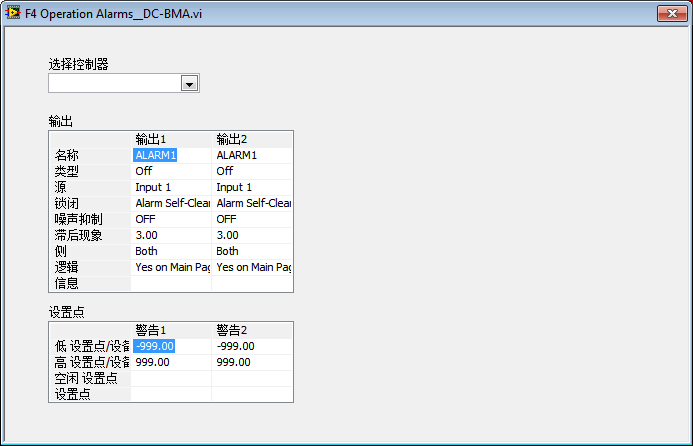 F4 Operation Alarms__DC-BMA.vi
选择控制器
输出
输出1 输出2
名称 ALARM1 ALARM1
类型 Off Off
源 Input 1 Input 1
锁闭 Alarm Self-Clear Alarm Self-Clear
噪声抑制 OFF OFF
滞后现象 3.00 3.00
侧 Both Both
逻辑 Yes on Main Pag Yes on Main Pag
信息
设置点
警告1 警告2
低 设置点/设备 -999.00 -999.00
高 设置点/设备 999.00 999.00
空闲 设置点
设置点